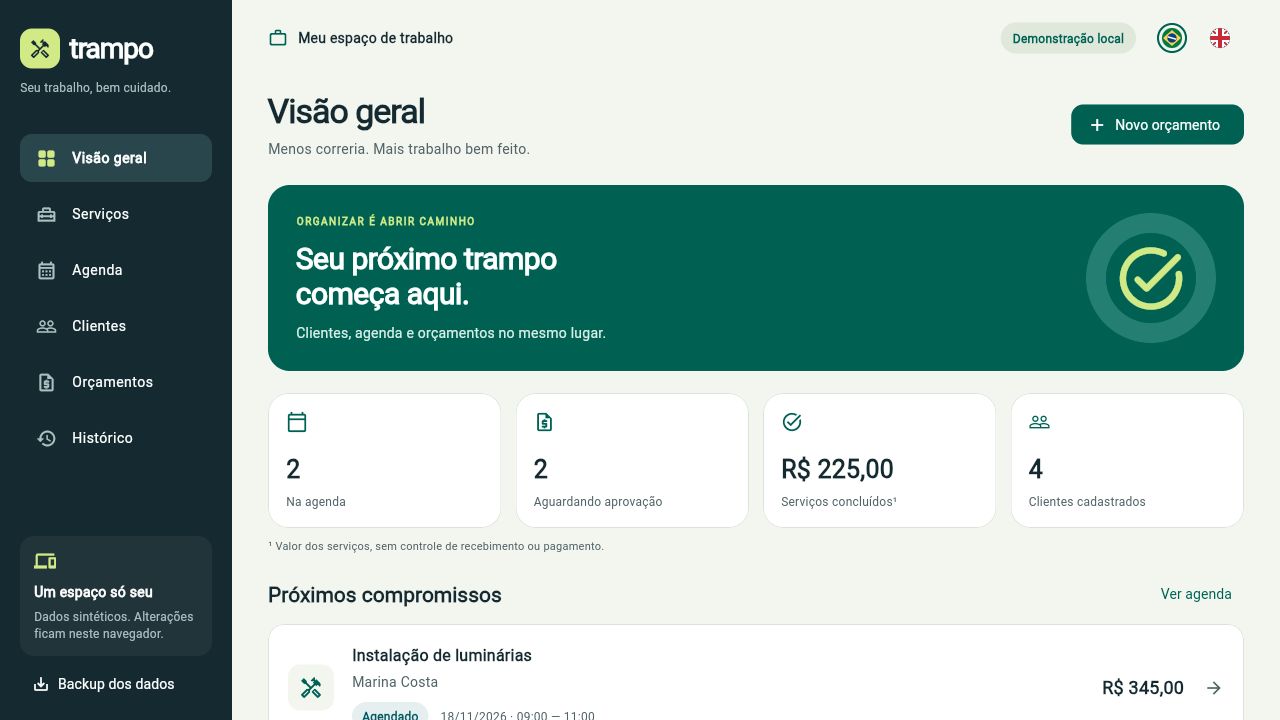 trampo
Seu trabalho, bem cuidado.
Visão geral
Serviços
Agenda
Clientes
Orçamentos
Histórico
Um espaço só seu
Dados sintéticos. Alterações
ficam neste navegador.
Backup dos dados
Meu espaço de trabalho
Demonstração local
Visão geral
Menos correria. Mais trabalho bem feito.
Novo orçamento
ORGANIZAR É ABRIR CAMINHO
Seu próximo trampo
começa aqui.
Clientes, agenda e orçamentos no mesmo lugar.
2
Na agenda
2
Aguardando aprovação
R$ 225,00
Serviços concluídos¹
4
Clientes cadastrados
¹ Valor dos serviços, sem controle de recebimento ou pagamento.
Próximos compromissos
Ver agenda
Instalação de luminárias
Marina Costa
R$ 345,00
Agendado
18/11/2026 · 09:00 — 11:00